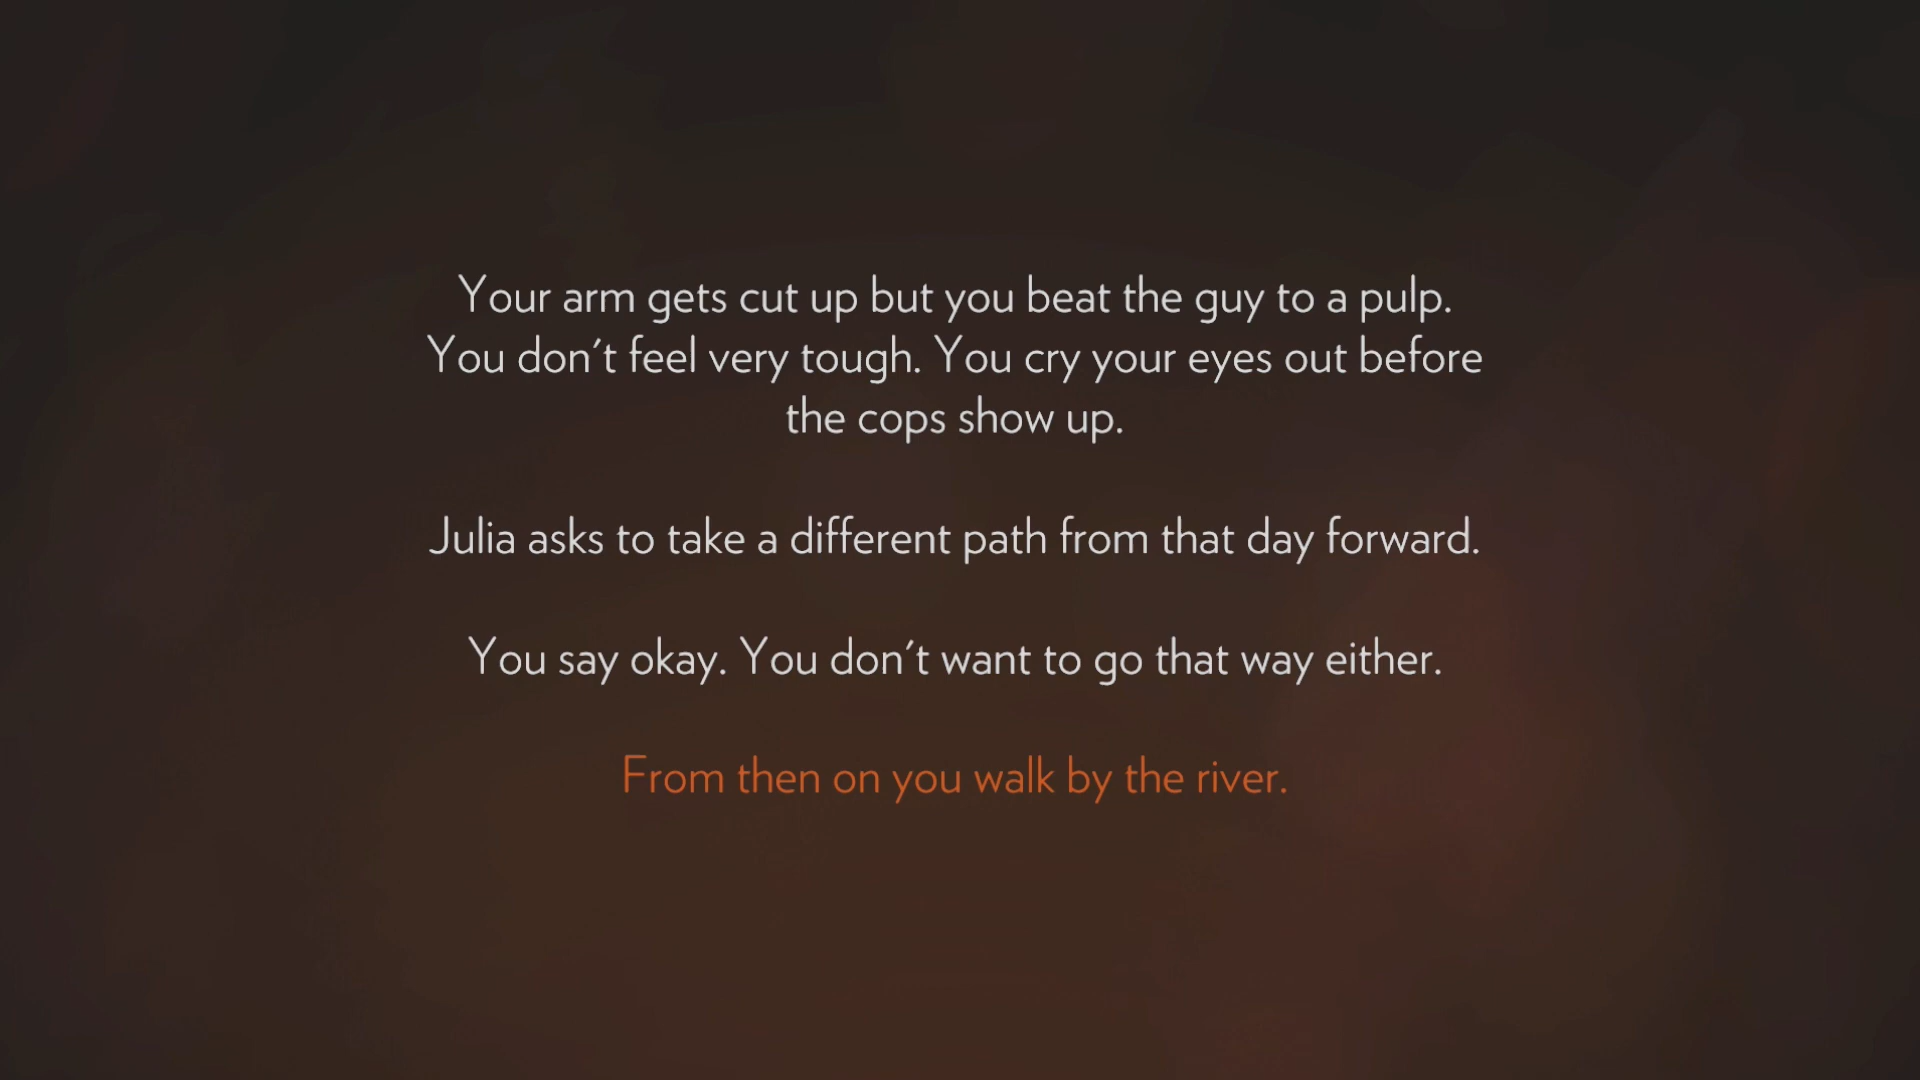 Your arm gets cut up but you beat the guy to a pulp.
You don't feel very tough. You cry your eyes out before
the cops show up.
Julia asks to take a different path from that day forward.
You say okay. You don't want to go that way either.
From then on you walk by the river.